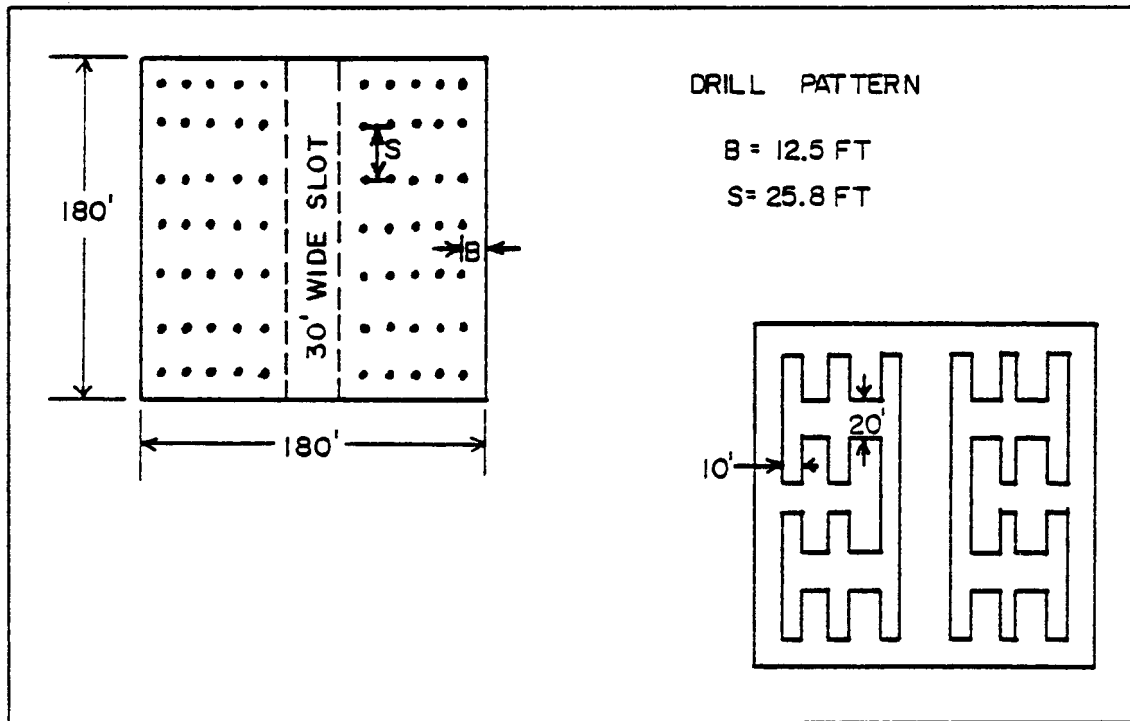 DRILL PATTERN
B = 12.5 FT
S = 25.8 FT
180'
30' WIDE SLOT
S
B
180'
20'
10'